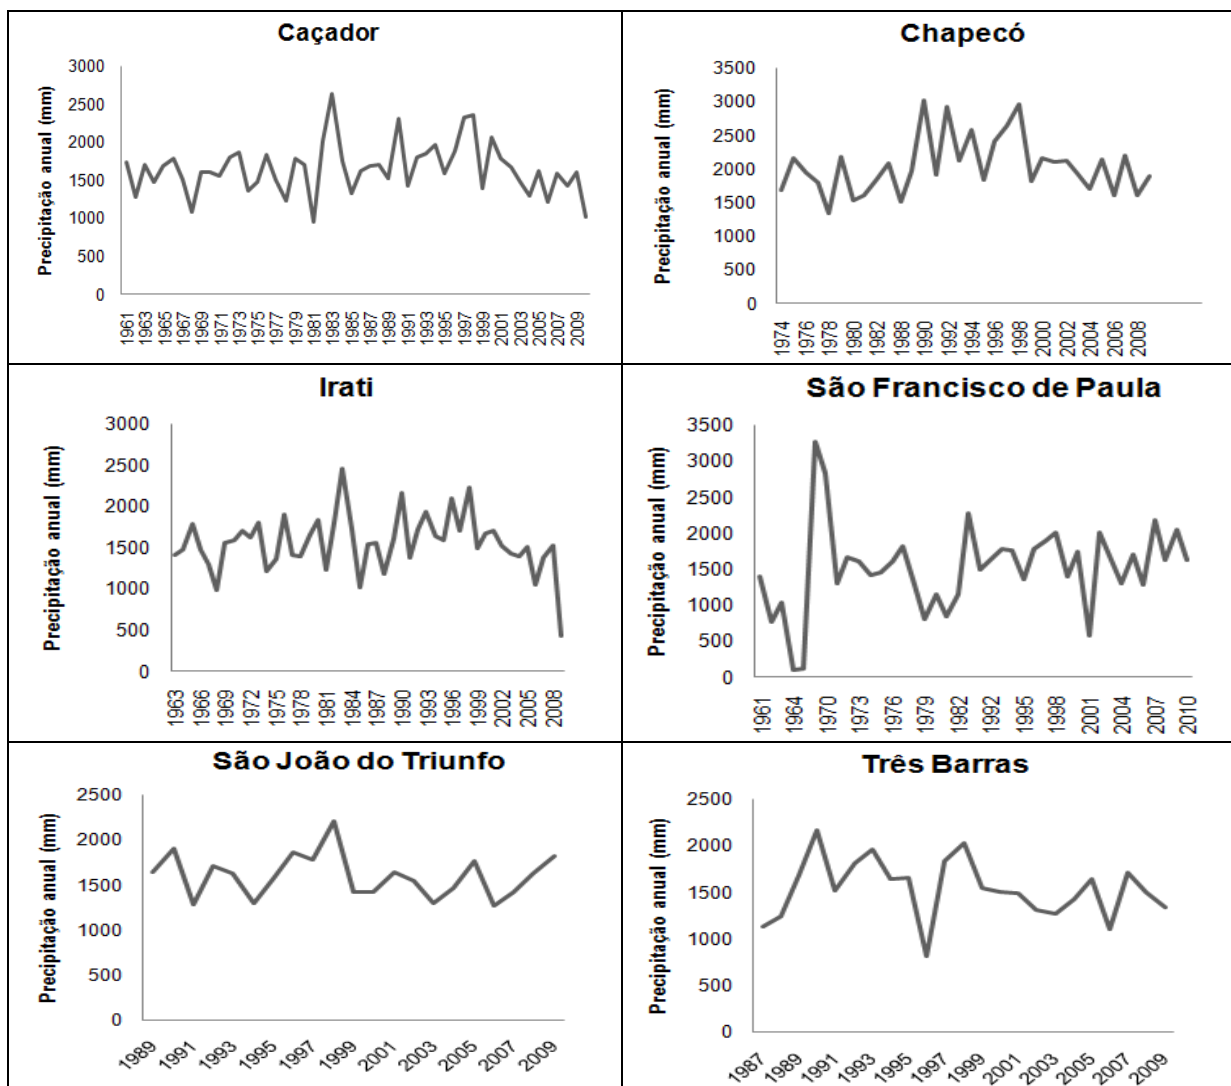 Caçador
Precipitação anual (mm)
3000
2500
2000
1500
1000
500
0
1961 1963 1965 1967 1969 1971 1973 1975 1977 1979 1981 1983 1985 1987 1989 1991 1993 1995 1997 1999 2001 2003 2005 2007 2009
Chapecó
Precipitação anual (mm)
3500
3000
2500
2000
1500
1000
500
0
1974 1976 1978 1980 1982 1988 1990 1992 1994 1996 1998 2000 2002 2004 2006 2008
Irati
Precipitação anual (mm)
3000
2500
2000
1500
1000
500
0
1963 1966 1969 1972 1975 1978 1981 1984 1987 1990 1993 1996 1999 2002 2005 2008
São Francisco de Paula
Precipitação anual (mm)
3500
3000
2500
2000
1500
1000
500
0
1961 1964 1970 1973 1976 1979 1982 1992 1995 1998 2001 2004 2007 2010
São João do Triunfo
Precipitação anual (mm)
2500
2000
1500
1000
500
0
1989 1991 1993 1995 1997 1999 2001 2003 2005 2007 2009
Três Barras
Precipitação anual (mm)
2500
2000
1500
1000
500
0
1987 1989 1991 1993 1995 1997 1999 2001 2003 2005 2007 2009